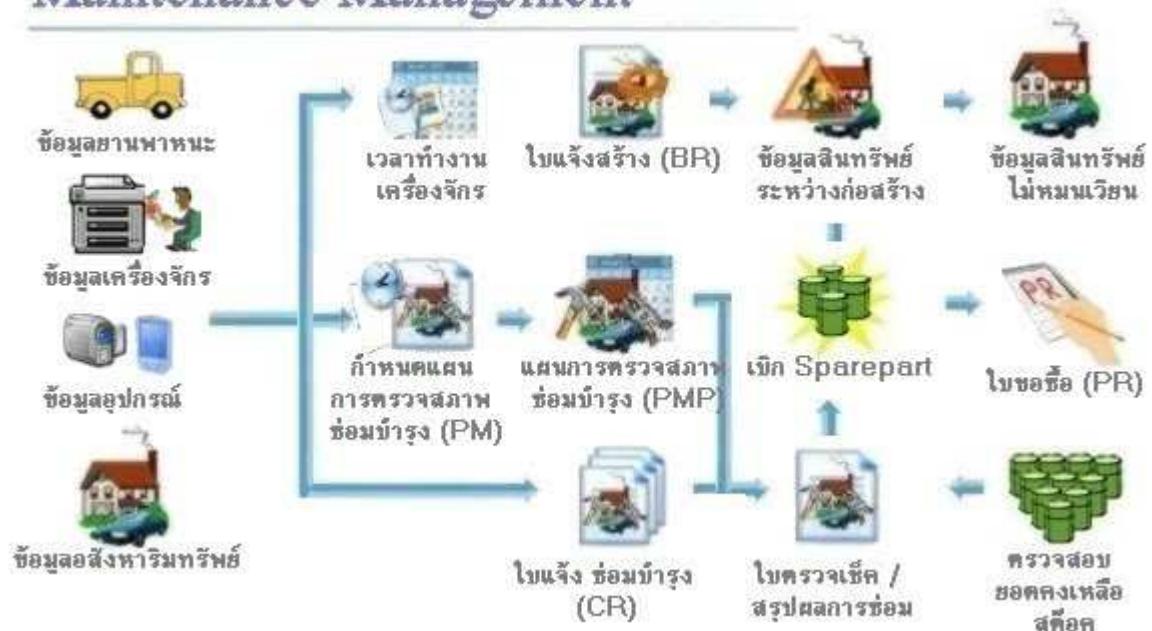 Maintenance Management
ข้อมูลยานพาหนะ
ข้อมูลเครื่องจักร
ข้อมูลอุปกรณ์
ข้อมูลอสังหาริมทรัพย์
เวลาทำงาน
เครื่องจักร
ใบแจ้งสร้าง (BR)
ข้อมูลสินทรัพย์
ระหว่างก่อสร้าง
ข้อมูลสินทรัพย์
ไม่หมนเวียน
กำหนดแผน
การตรวจสภาพ
ซ่อมบำรุง (PM)
แผนการตรวจสภาพ
ซ่อมบำรุง (PMP)
เบิก Sparepart
PR
ใบขอซื้อ (PR)
ใบแจ้ง ซ่อมบำรุง
(CR)
ใบตรวจเช็ค /
สรุปผลการซ่อม
ตรวจสอบ
ยอดคงเหลือ
สต๊อค